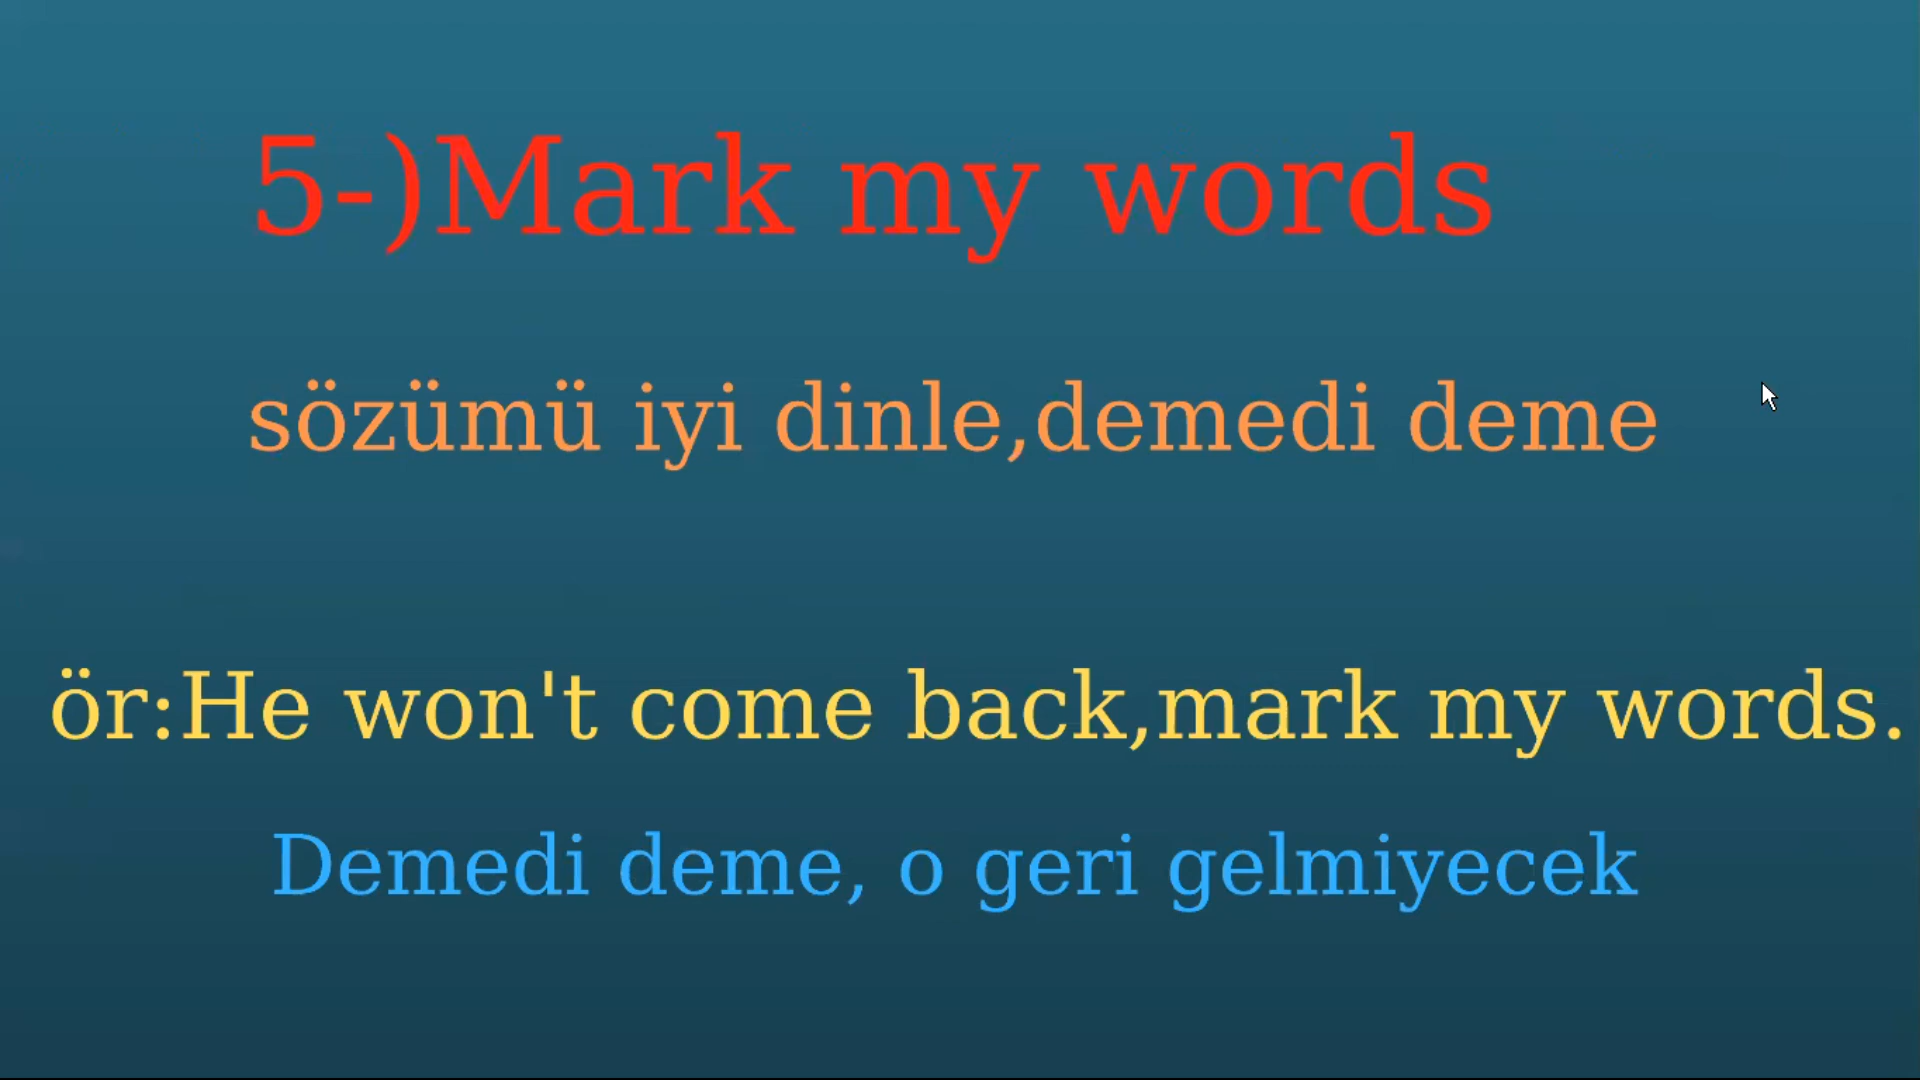 5-)Mark my words
sözümü iyi dinle,demedi deme
ör:He won't come back,mark my words.
Demedi deme, o geri gelmiyecek